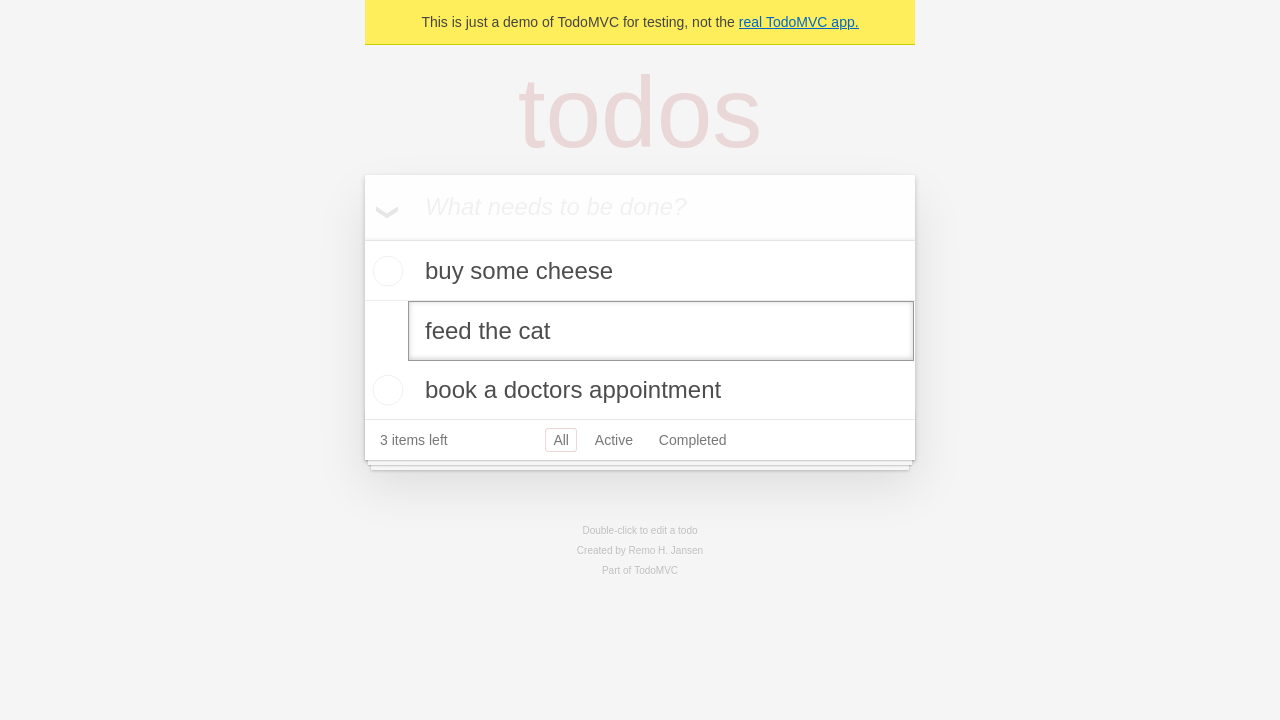 This is just a demo of TodoMVC for testing, not the real TodoMVC app.
todos
What needs to be done?
buy some cheese
feed the cat
book a doctors appointment
3 items left All Active Completed
Double-click to edit a todo
Created by Remo H. Jansen
Part of TodoMVC